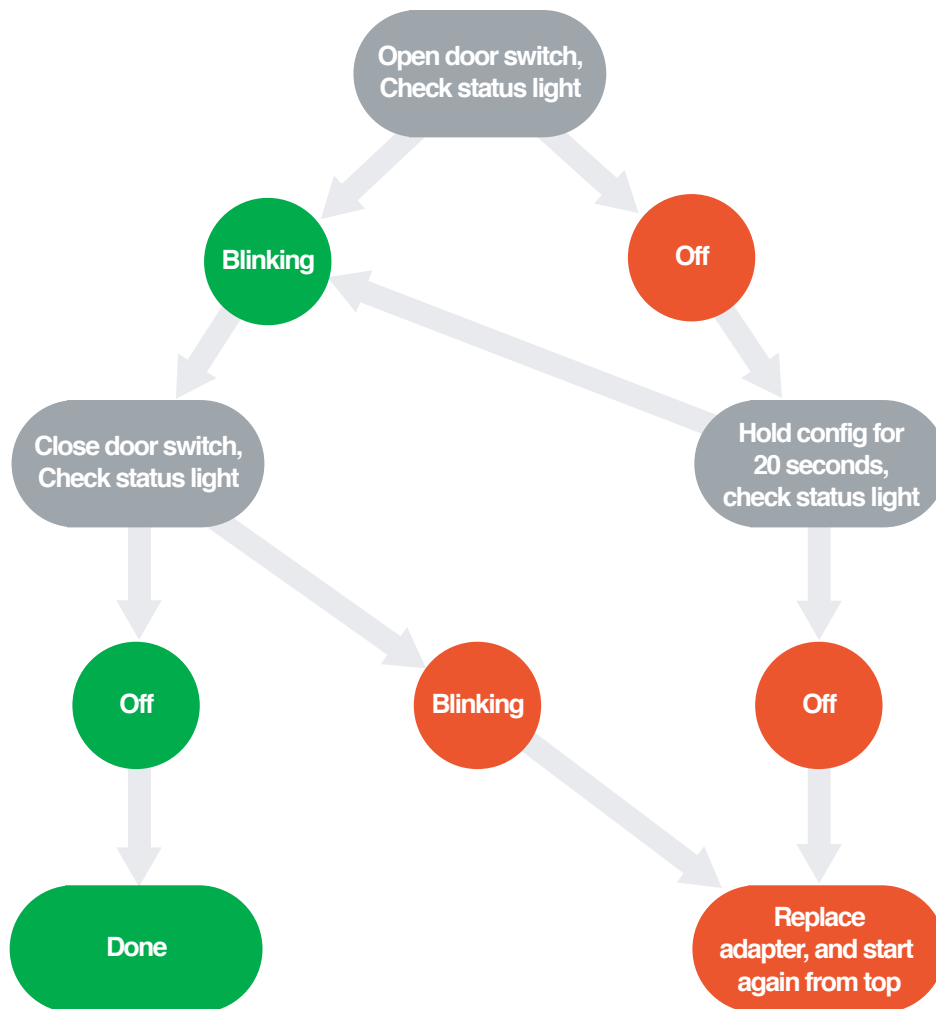 Open door switch,
Check status light
Blinking
Off
Close door switch,
Check status light
Hold config for
20 seconds,
check status light
Off
Blinking
Off
Done
Replace
adapter, and start
again from top